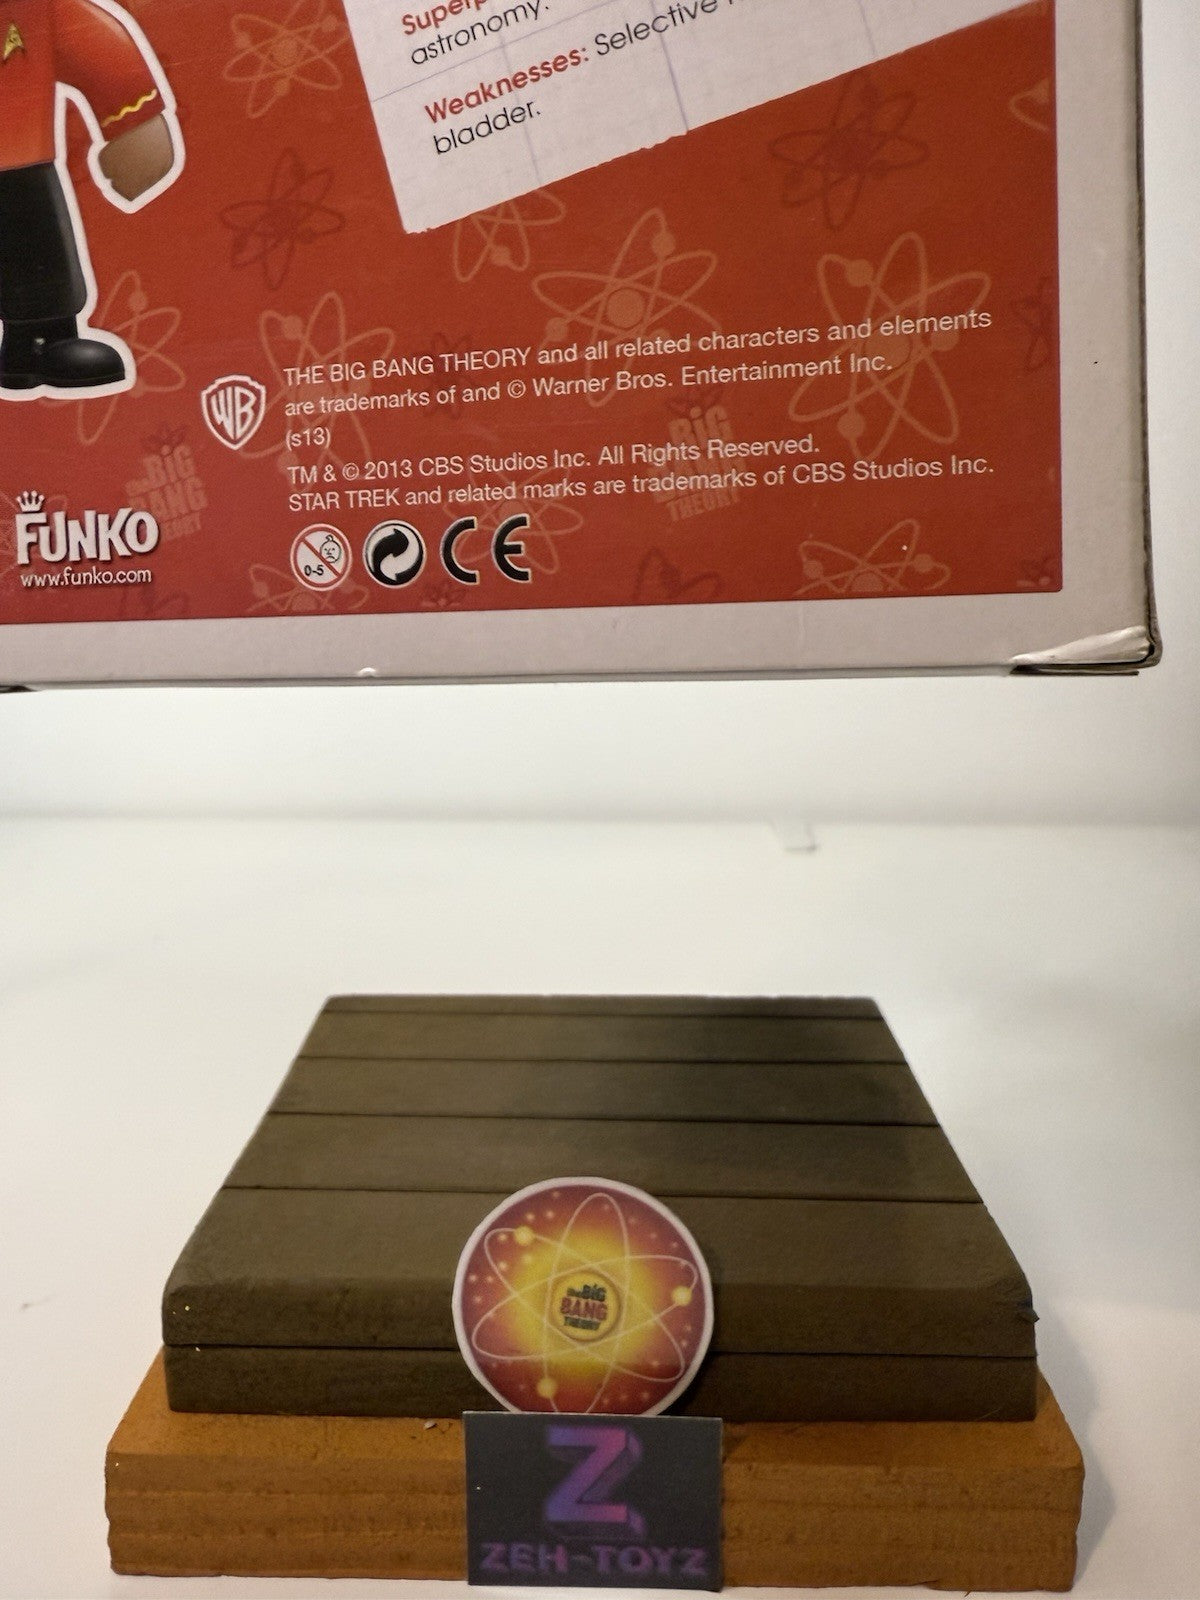 astronomy.
Weaknesses: Selective
bladder.
THE BIG BANG THEORY and all related characters and elements
are trademarks of and © Warner Bros. Entertainment Inc.
(s13)
TM & © 2013 CBS Studios Inc. All Rights Reserved.
STAR TREK and related marks are trademarks of CBS Studios Inc.
WB
FUNKO
www.funko.com
0-5
CE
the BIG
BANG
THEORY
Z
ZEH-TOYZ